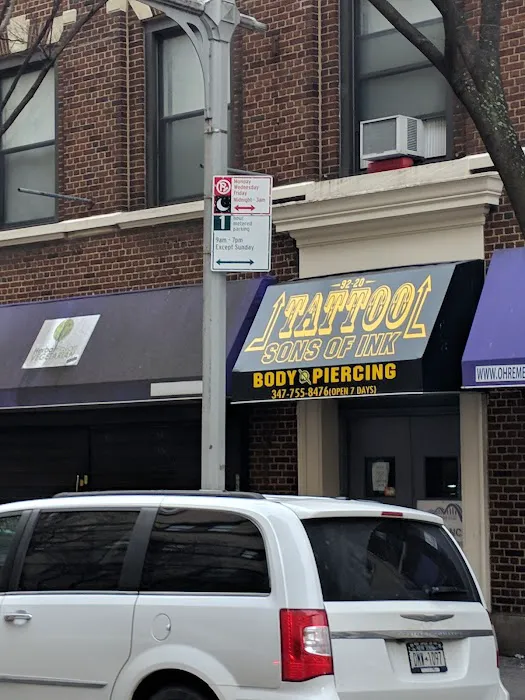 Monday
Wednesday
Friday
Midnight - 3am
1 hour
metered
parking
9am - 7pm
Except Sunday
92-20
TATTOO
SONS OF INK
BODY PIERCING
347-755-8476 (OPEN 7 DAYS)
WWW.OHREME